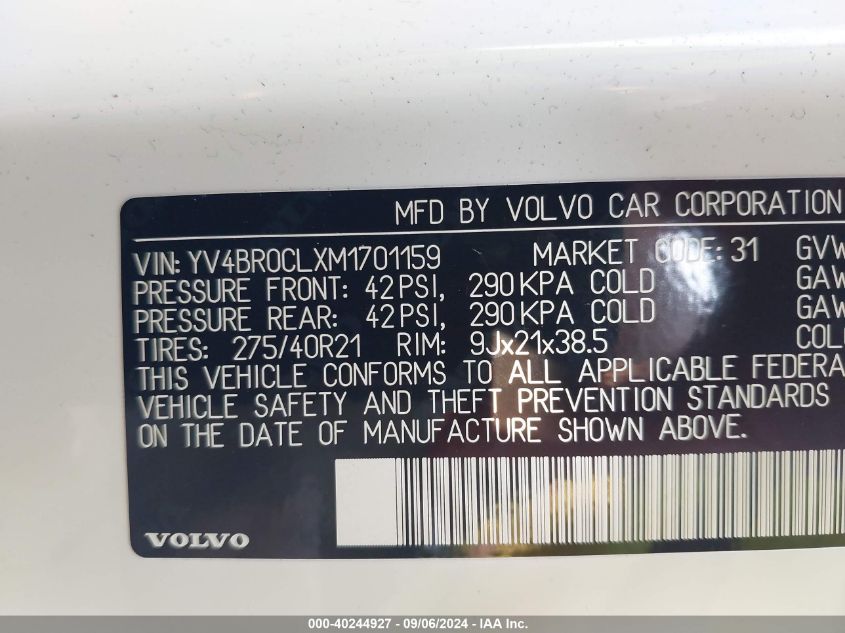 MFD BY VOLVO CAR CORPORATION
VIN: YV4BR0CLXM1701159 MARKET CODE: 31 GVW
PRESSURE FRONT: 42 PSI, 290 KPA COLD GAW
PRESSURE REAR: 42 PSI, 290 KPA COLD GAW
TIRES: 275/40R21 RIM: 9Jx21x38.5 COL
THIS VEHICLE CONFORMS TO ALL APPLICABLE FEDERA
VEHICLE SAFETY AND THEFT PREVENTION STANDARDS
ON THE DATE OF MANUFACTURE SHOWN ABOVE.
VOLVO
000-40244927 - 09/06/2024 - IAA Inc.